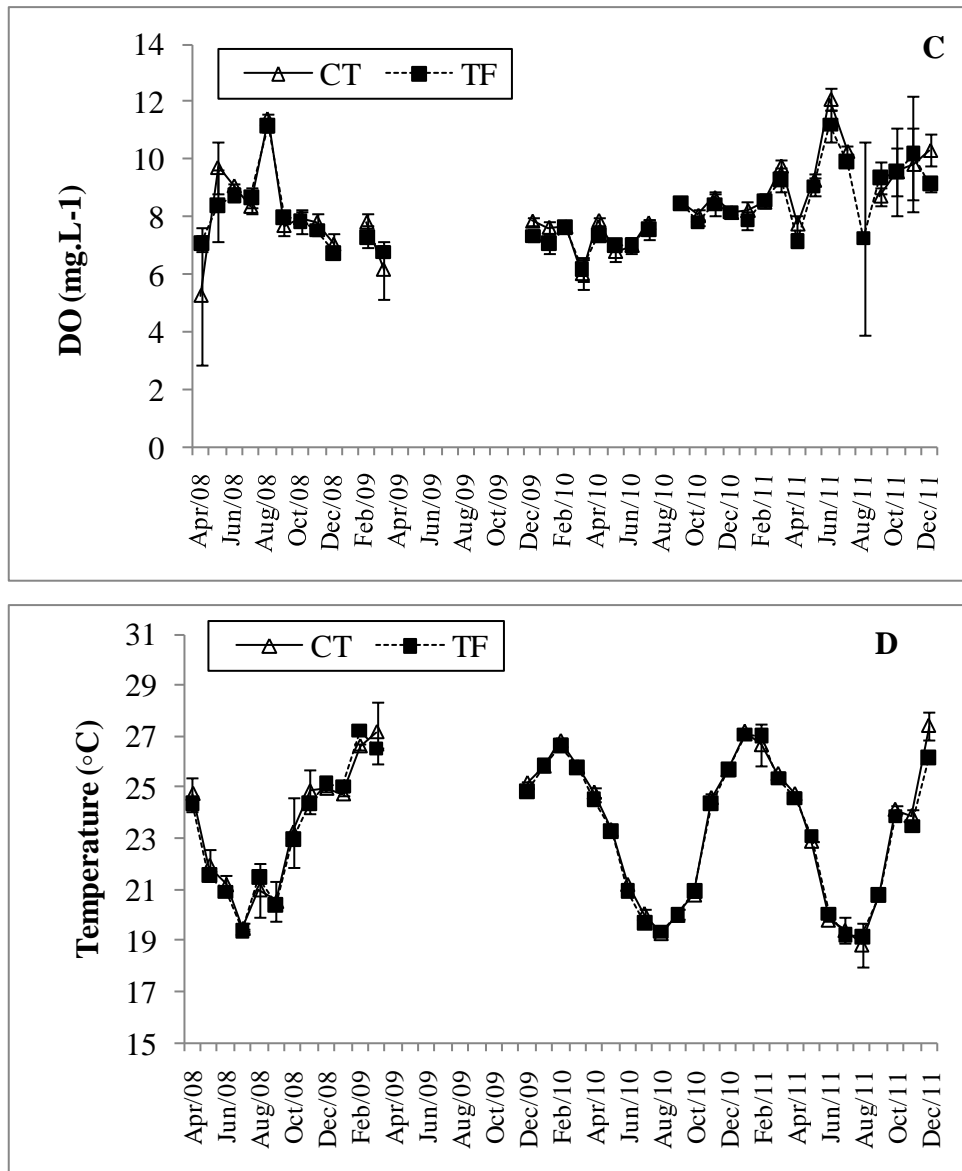 C
CT TF
DO (mg.L-1)
14
12
10
8
6
4
2
0
Apr/08 Jun/08 Aug/08 Oct/08 Dec/08 Feb/09 Apr/09 Jun/09 Aug/09 Oct/09 Dec/09 Feb/10 Apr/10 Jun/10 Aug/10 Oct/10 Dec/10 Feb/11 Apr/11 Jun/11 Aug/11 Oct/11 Dec/11
D
CT TF
Temperature (°C)
31
29
27
25
23
21
19
17
15
Apr/08 Jun/08 Aug/08 Oct/08 Dec/08 Feb/09 Apr/09 Jun/09 Aug/09 Oct/09 Dec/09 Feb/10 Apr/10 Jun/10 Aug/10 Oct/10 Dec/10 Feb/11 Apr/11 Jun/11 Aug/11 Oct/11 Dec/11